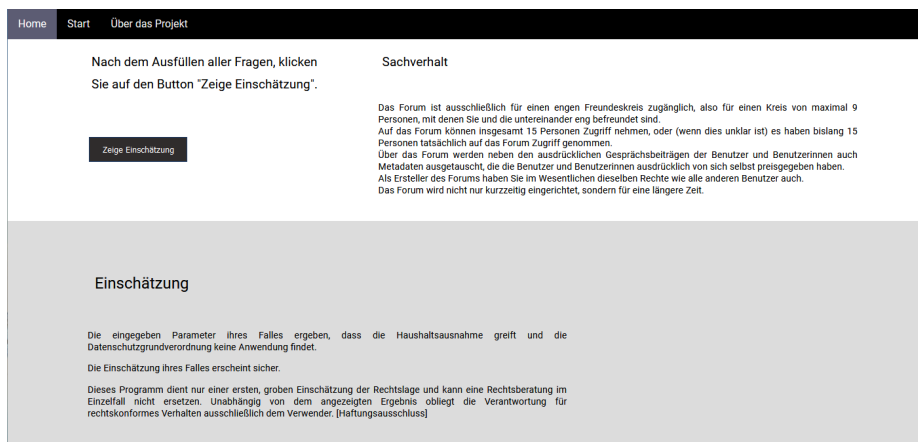 Home Start Über das Projekt
Nach dem Ausfüllen aller Fragen, klicken
Sie auf den Button "Zeige Einschätzung".
Zeige Einschätzung
Sachverhalt
Das Forum ist ausschließlich für einen engen Freundeskreis zugänglich, also für einen Kreis von maximal 9
Personen, mit denen Sie und die untereinander eng befreundet sind.
Auf das Forum können insgesamt 15 Personen Zugriff nehmen, oder (wenn dies unklar ist) es haben bislang 15
Personen tatsächlich auf das Forum Zugriff genommen.
Über das Forum werden neben den ausdrücklichen Gesprächsbeiträgen der Benutzer und Benutzerinnen auch
Metadaten ausgetauscht, die die Benutzer und Benutzerinnen ausdrücklich von sich selbst preisgegeben haben.
Als Ersteller des Forums haben Sie im Wesentlichen dieselben Rechte wie alle anderen Benutzer auch.
Das Forum wird nicht nur kurzzeitig eingerichtet, sondern für eine längere Zeit.
Einschätzung
Die eingegeben Parameter ihres Falles ergeben, dass die Haushaltsausnahme greift und die
Datenschutzgrundverordnung keine Anwendung findet.
Die Einschätzung ihres Falles erscheint sicher.
Dieses Programm dient nur einer ersten, groben Einschätzung der Rechtslage und kann eine Rechtsberatung im
Einzelfall nicht ersetzen. Unabhängig von dem angezeigten Ergebnis obliegt die Verantwortung für
rechtskonformes Verhalten ausschließlich dem Verwender. [Haftungsausschluss]